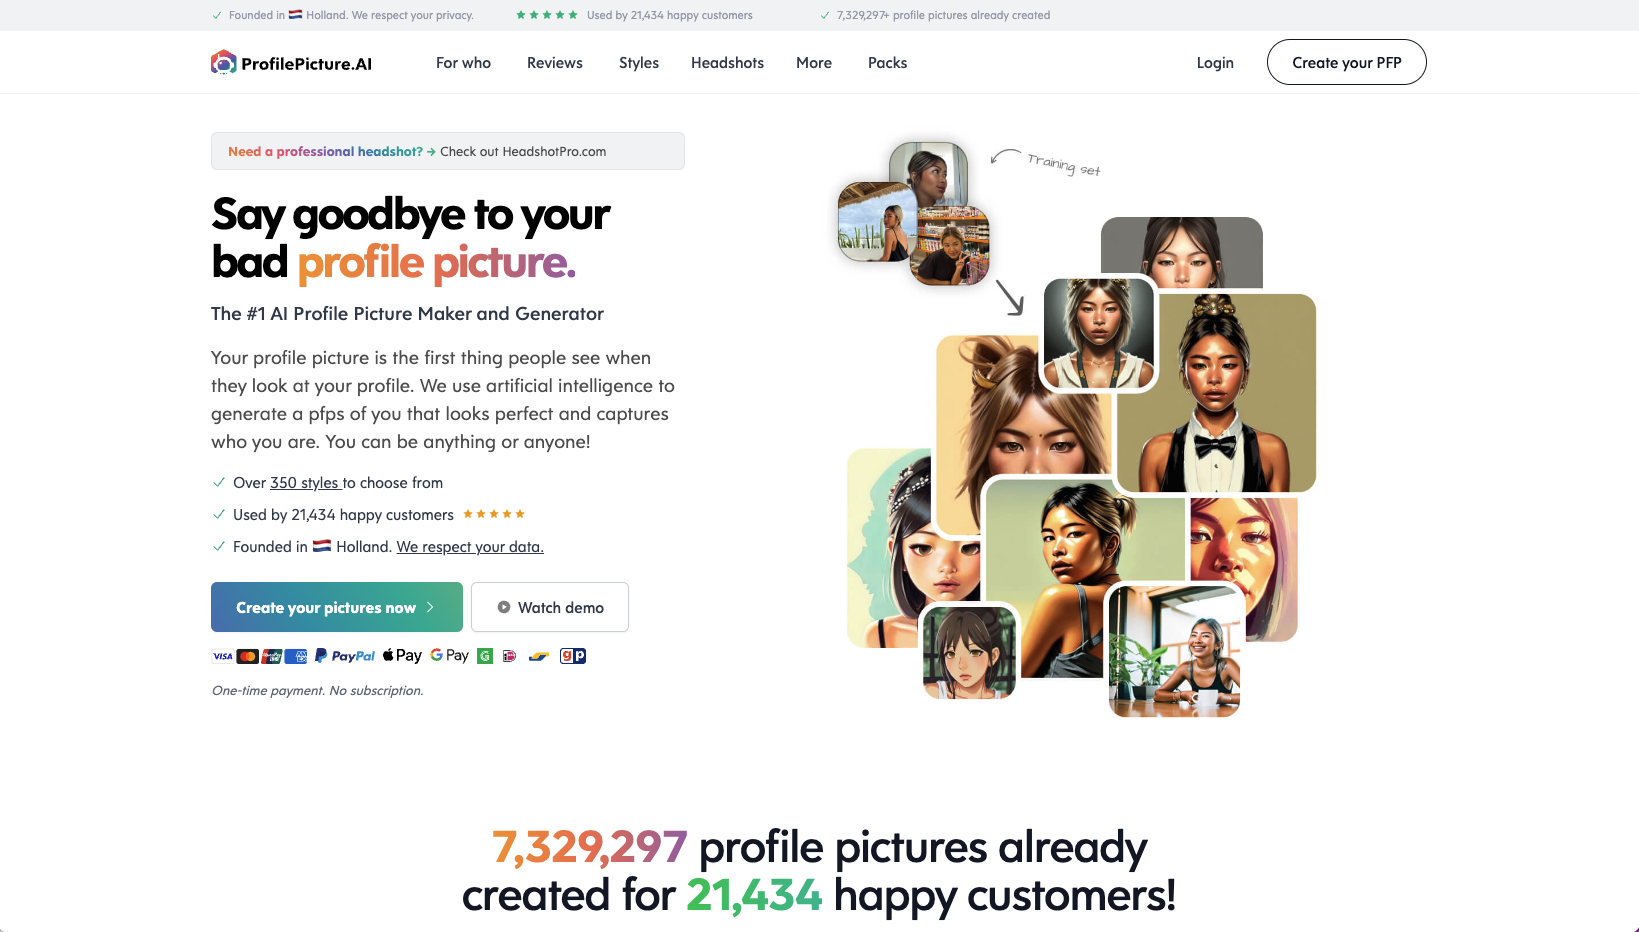 Founded in Holland. We respect your privacy.
Used by 21,434 happy customers
7,329,297+ profile pictures already created
ProfilePicture.AI
For who
Reviews
Styles
Headshots
More
Packs
Login
Create your PFP
Need a professional headshot? → Check out HeadshotPro.com
Say goodbye to your
bad profile picture.
The #1 AI Profile Picture Maker and Generator
Your profile picture is the first thing people see when
they look at your profile. We use artificial intelligence to
generate a pfps of you that looks perfect and captures
who you are. You can be anything or anyone!
Over 350 styles to choose from
Used by 21,434 happy customers
Founded in Holland. We respect your data.
Create your pictures now
Watch demo
VISA PayPal Pay G Pay G gp
One-time payment. No subscription.
Training set
7,329,297 profile pictures already
created for 21,434 happy customers!